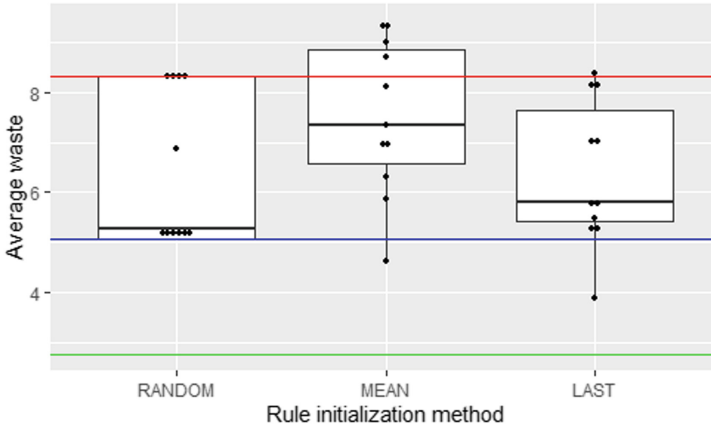 Average waste
8
6
4
RANDOM MEAN LAST
Rule initialization method